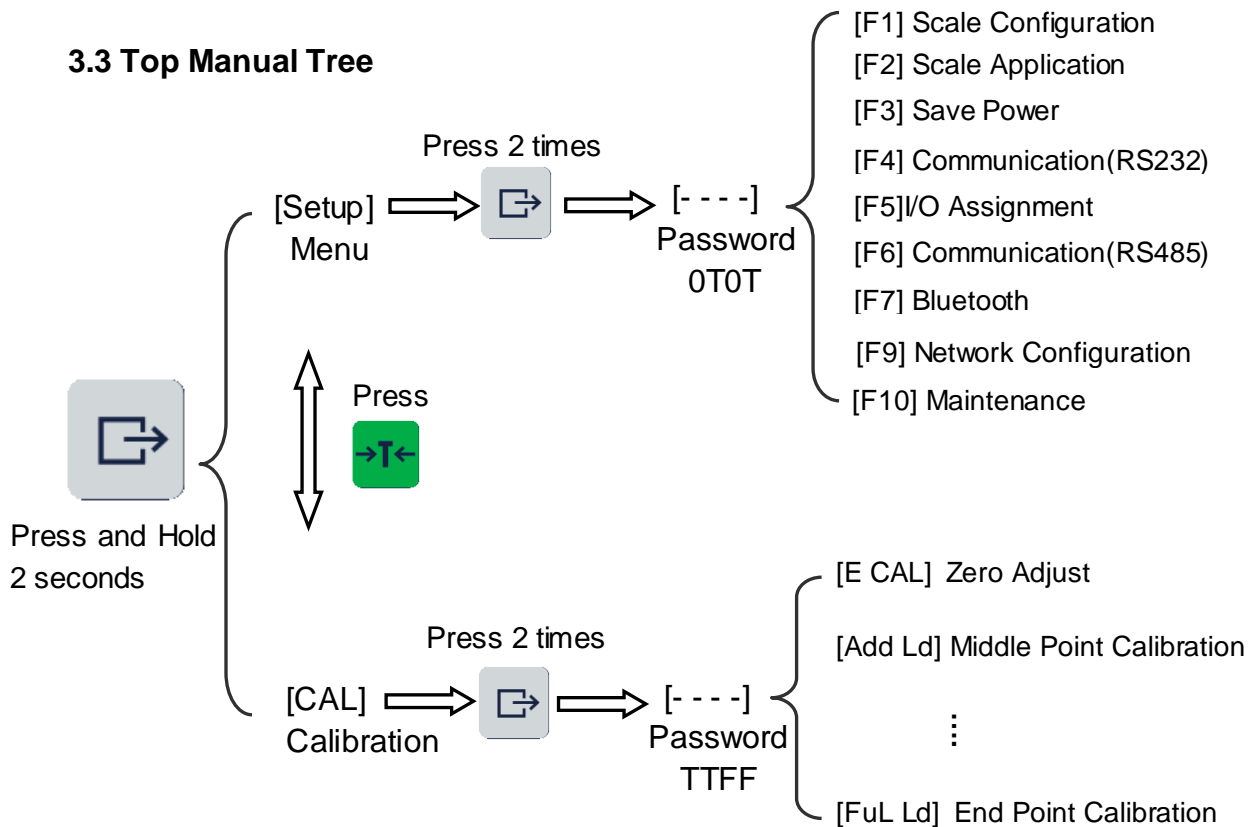 3.3 Top Manual Tree
Press and Hold
2 seconds
[Setup]
Menu
Press 2 times
[- - - -]
Password
0T0T
[F1] Scale Configuration
[F2] Scale Application
[F3] Save Power
[F4] Communication(RS232)
[F5]I/O Assignment
[F6] Communication(RS485)
[F7] Bluetooth
[F9] Network Configuration
[F10] Maintenance
Press
→T←
[CAL]
Calibration
Press 2 times
[- - - -]
Password
TTFF
[E CAL] Zero Adjust
[Add Ld] Middle Point Calibration
[FuL Ld] End Point Calibration